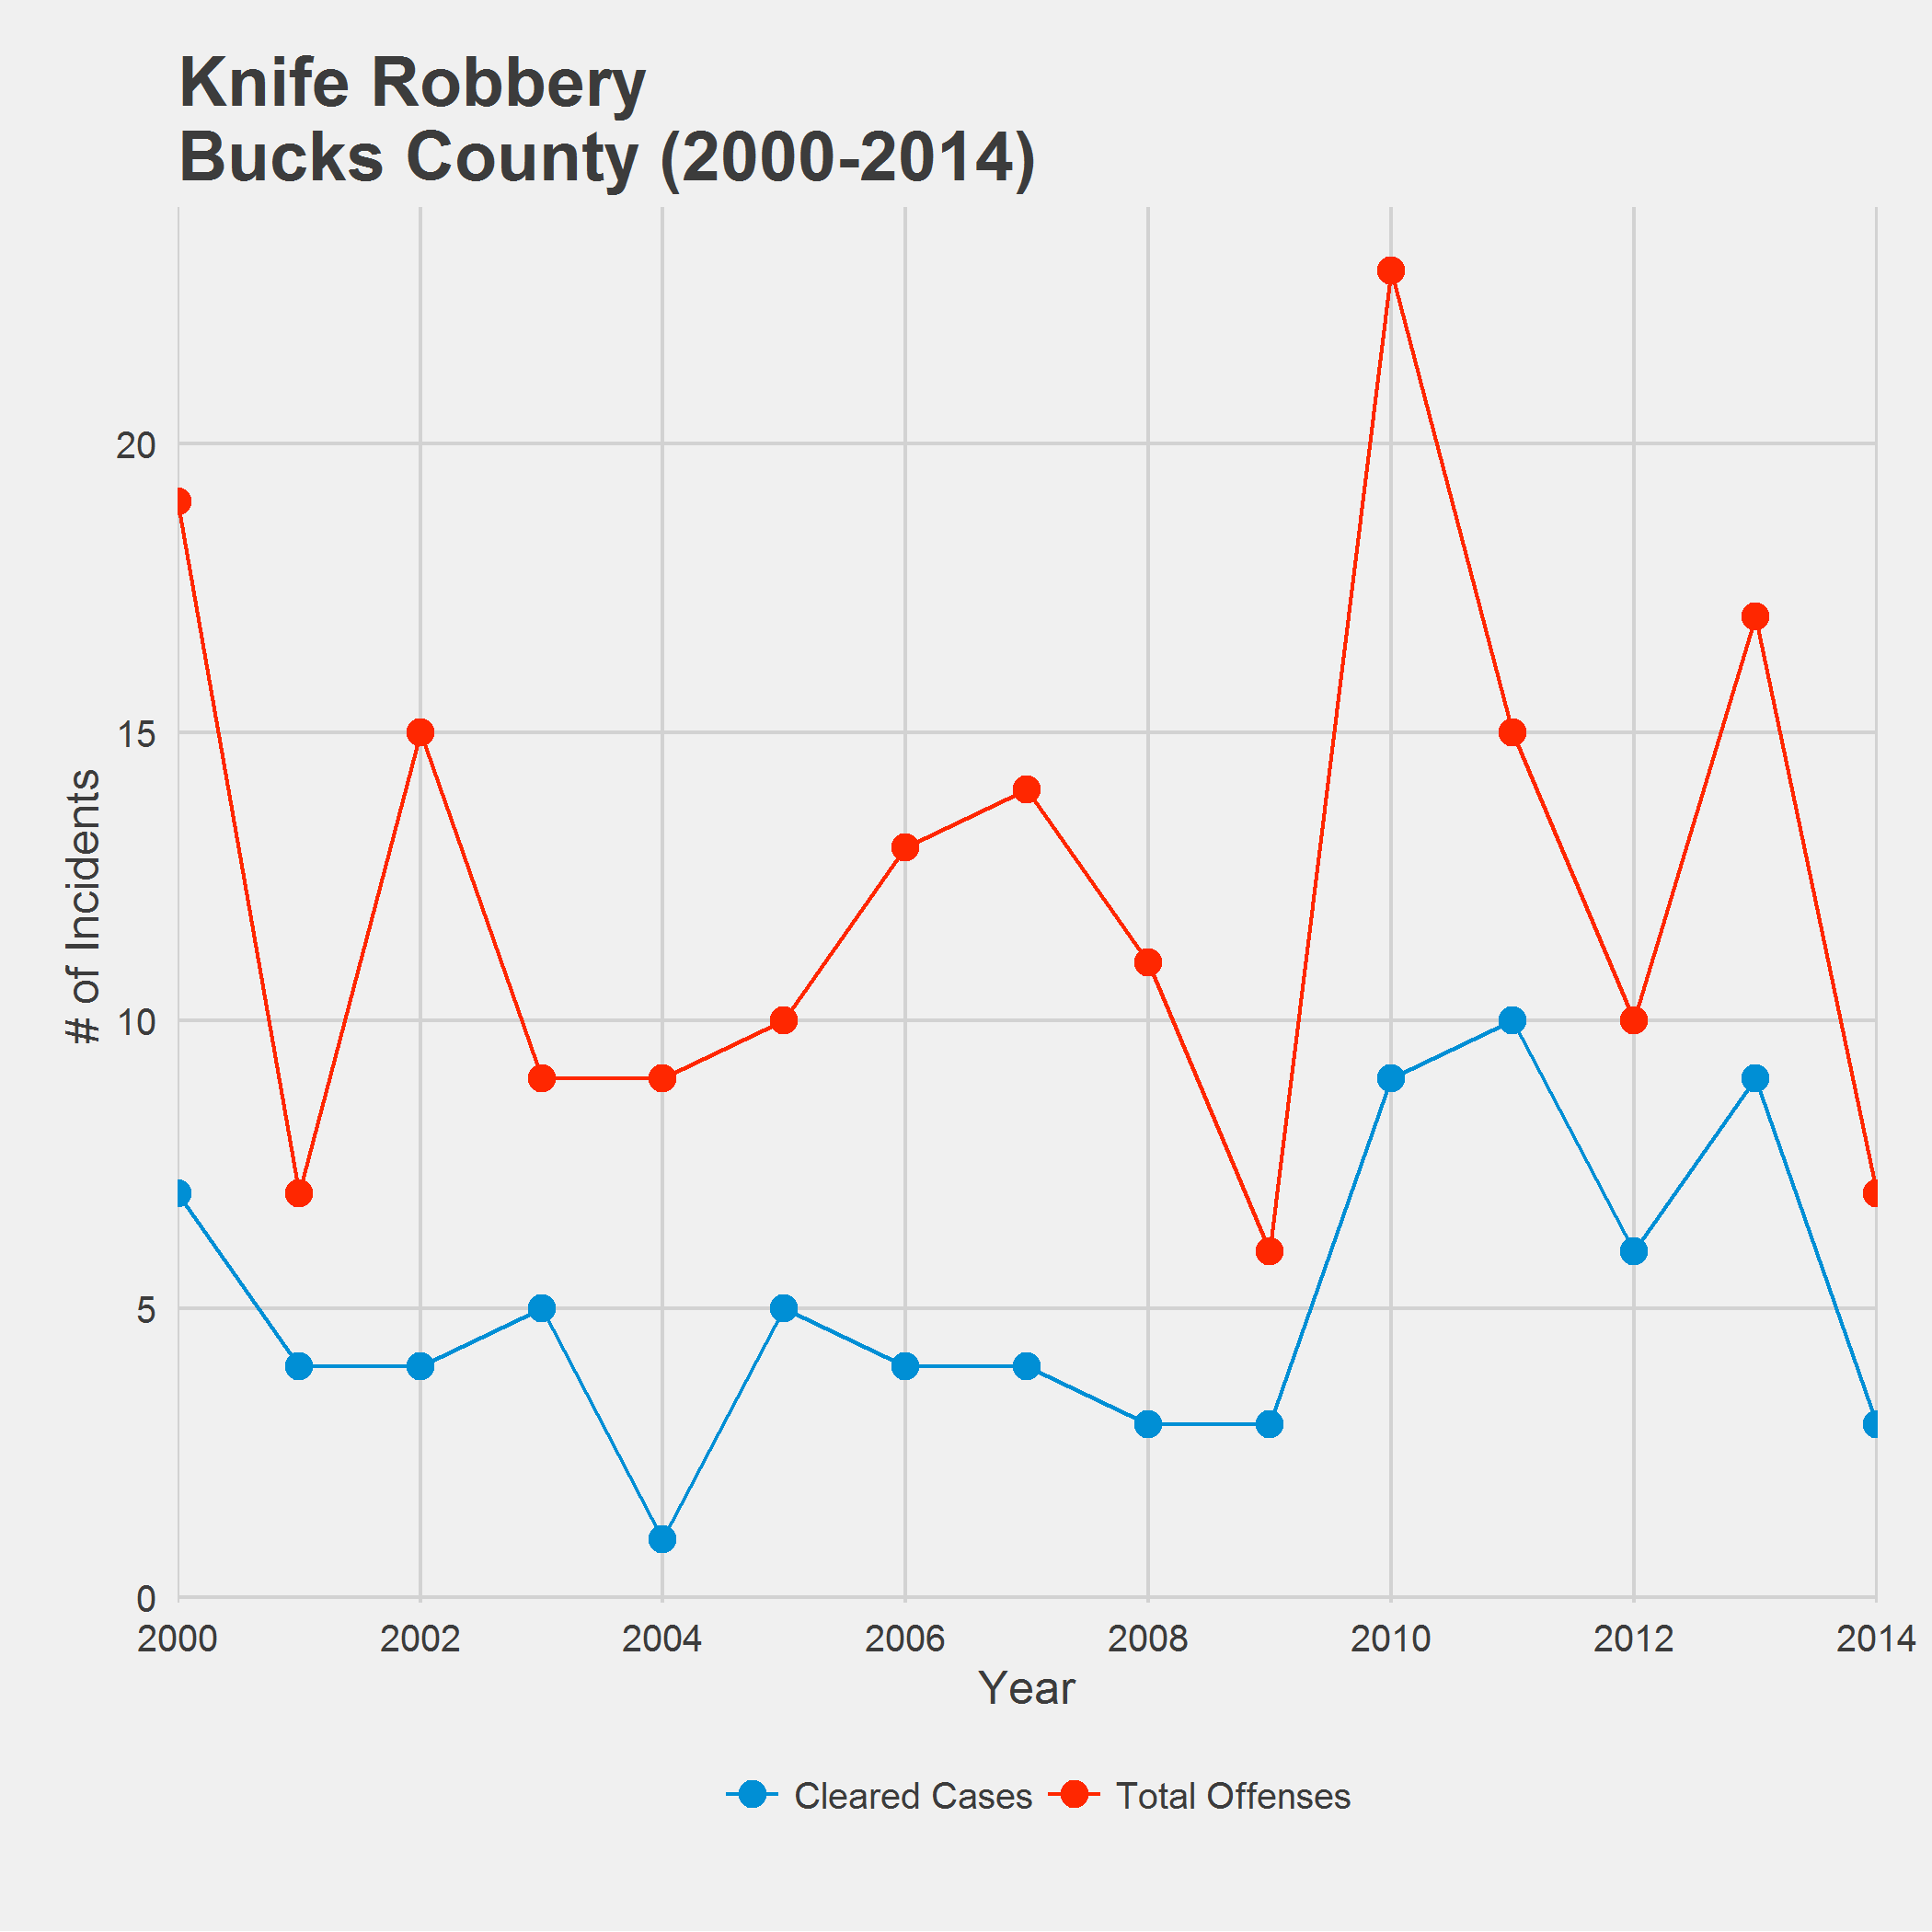 Knife Robbery
Bucks County (2000-2014)
# of Incidents
20
15
10
5
0
2000 2002 2004 2006 2008 2010 2012 2014
Year
Cleared Cases Total Offenses